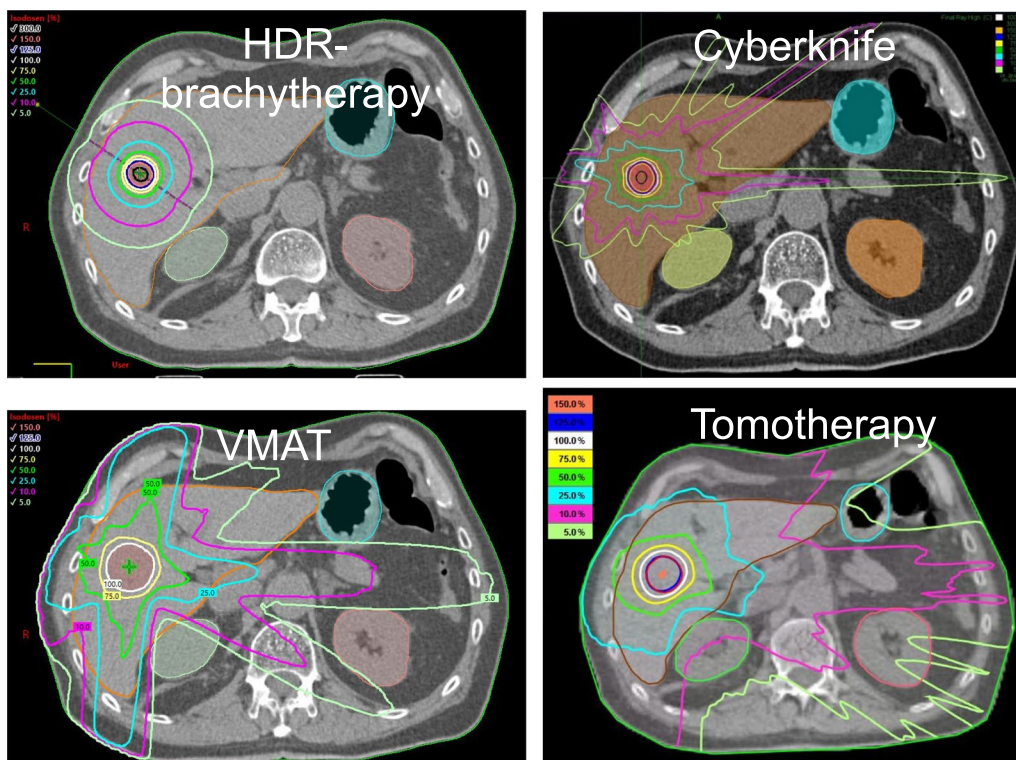 Isodosen [%]
✓ 300.0
✓ 150.0
✓ 125.0
✓ 100.0
✓ 75.0
✓ 50.0
✓ 25.0
✓ 10.0
✓ 5.0
HDR-
brachytherapy
R
User
A
Final Ray High
Cyberknife
Isodosen [%]
✓ 150.0
✓ 125.0
✓ 100.0
✓ 75.0
✓ 50.0
✓ 25.0
✓ 10.0
✓ 5.0
VMAT
50.0
50.0
50.0
100.0
75.0
25.0
5.0
10.0
R
150.0 %
125.0 %
100.0 %
75.0 %
50.0 %
25.0 %
10.0 %
5.0 %
Tomotherapy